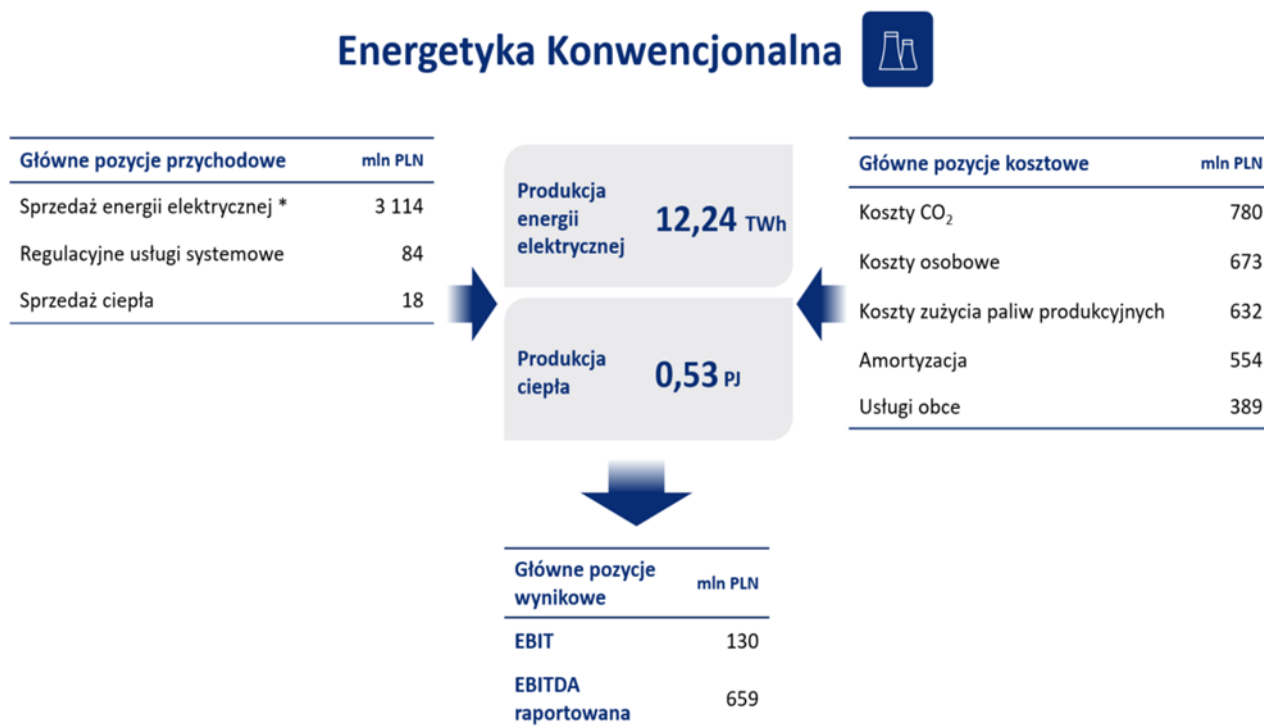 Energetyka Konwencjonalna
Główne pozycje przychodowe mln PLN
Sprzedaż energii elektrycznej * 3 114
Regulacyjne usługi systemowe 84
Sprzedaż ciepła 18
Produkcja
energii
elektrycznej
12,24 TWh
Produkcja
ciepła
0,53 PJ
Główne pozycje kosztowe mln PLN
Koszty CO₂ 780
Koszty osobowe 673
Koszty zużycia paliw produkcyjnych 632
Amortyzacja 554
Usługi obce 389
Główne pozycje
wynikowe
mln PLN
EBIT 130
EBITDA
raportowana
659